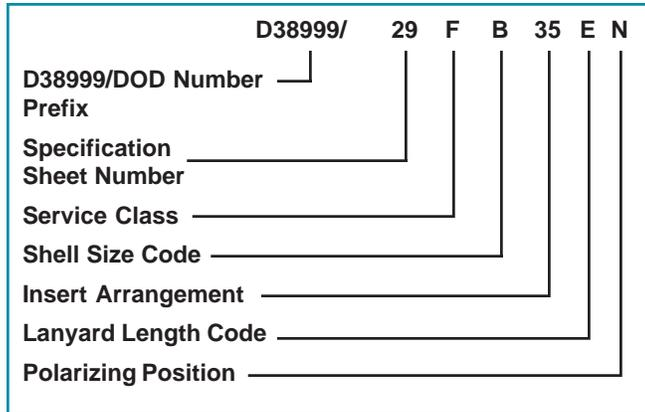 D38999/ 29 F B 35 E N
D38999/DOD Number
Prefix
Specification
Sheet Number
Service Class
Shell Size Code
Insert Arrangement
Lanyard Length Code
Polarizing Position